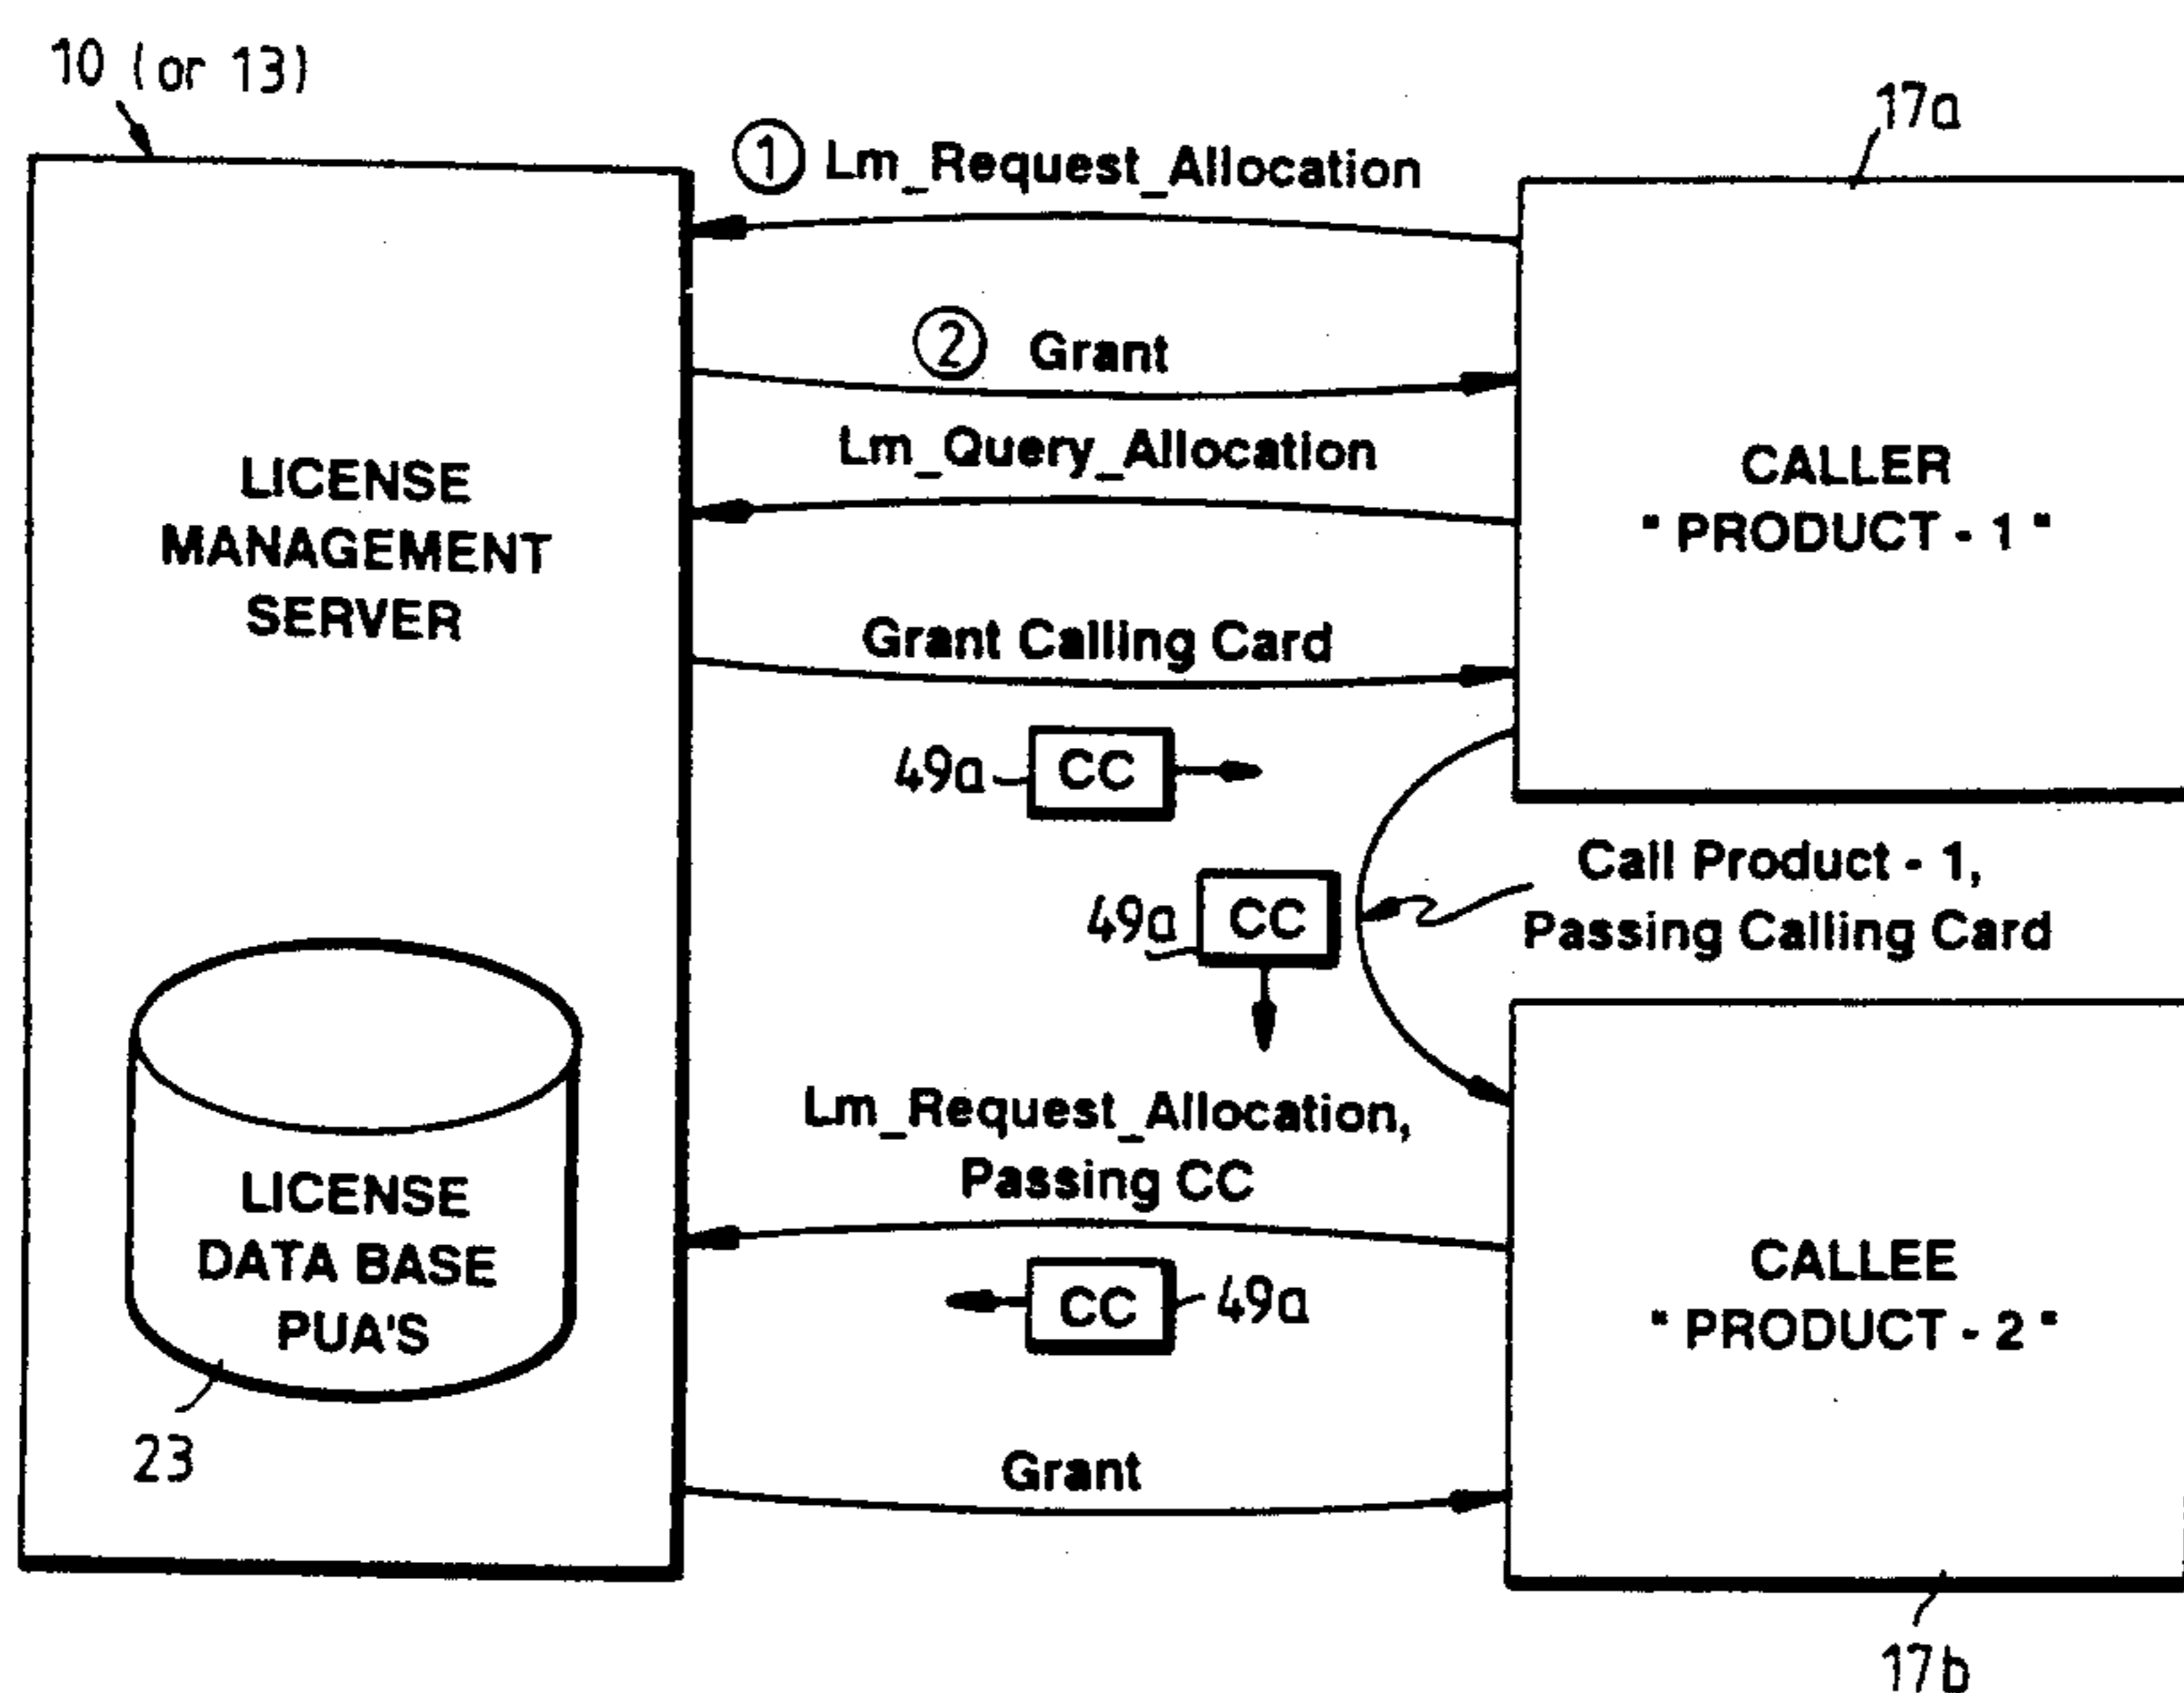 10 (or 13)
17a
① Lm_Request_Allocation
② Grant
Lm_Query_Allocation
LICENSE
MANAGEMENT
SERVER
CALLER
" PRODUCT - 1 "
Grant Calling Card
49a CC
Call Product - 1,
Passing Calling Card
49a CC
Lm_Request_Allocation,
Passing CC
LICENSE
DATA BASE
PUA'S
CALLEE
" PRODUCT - 2 "
CC 49a
23
Grant
17b